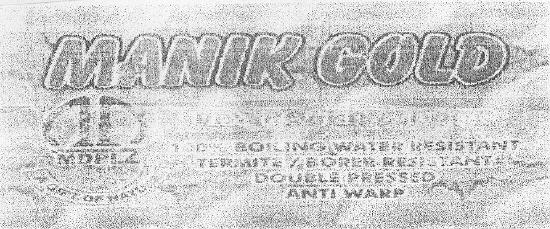 MANIK GOLD
MDPLZ
100% BOILING WATER RESISTANT
TERMITE / BORER RESISTANT
DOUBLE PRESSED
ANTI WARP